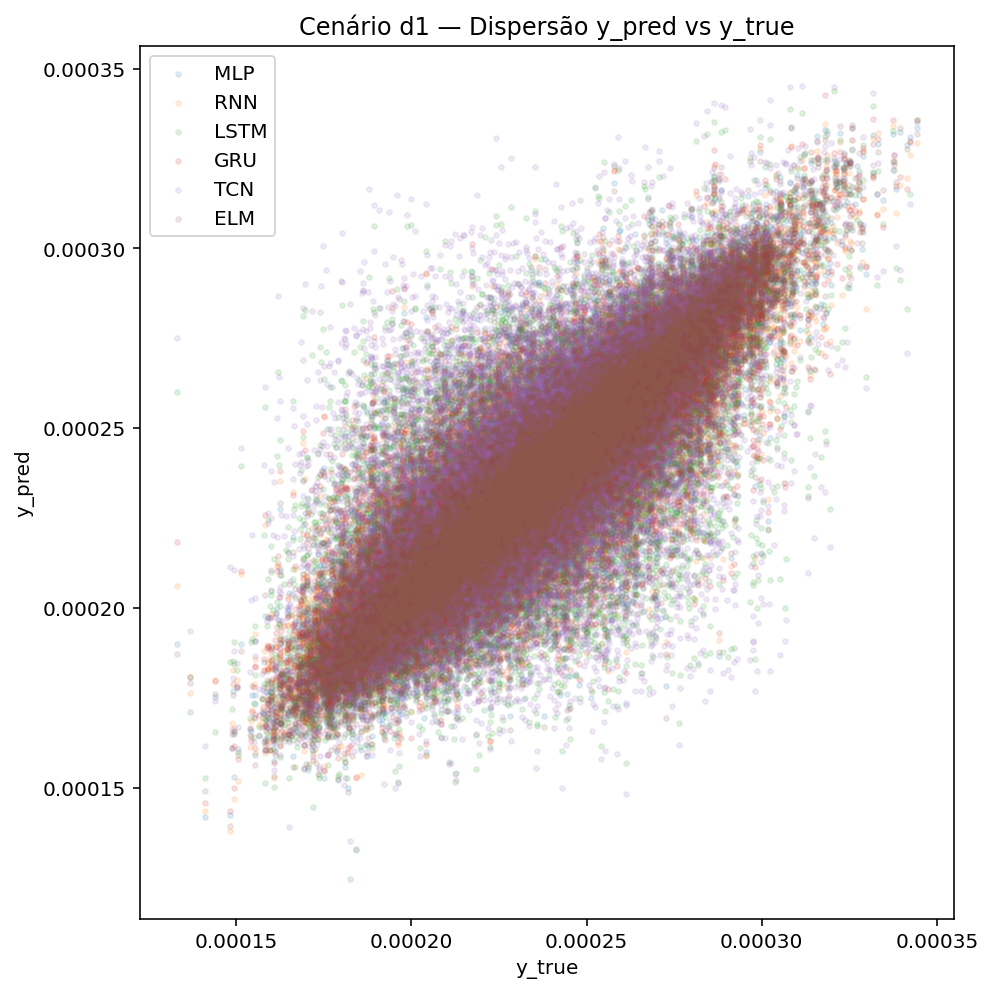 Cenário d1 — Dispersão y_pred vs y_true
MLP
RNN
LSTM
GRU
TCN
ELM
0.00035
0.00030
0.00025
0.00020
0.00015
y_pred
0.00015
0.00020
0.00025
0.00030
0.00035
y_true